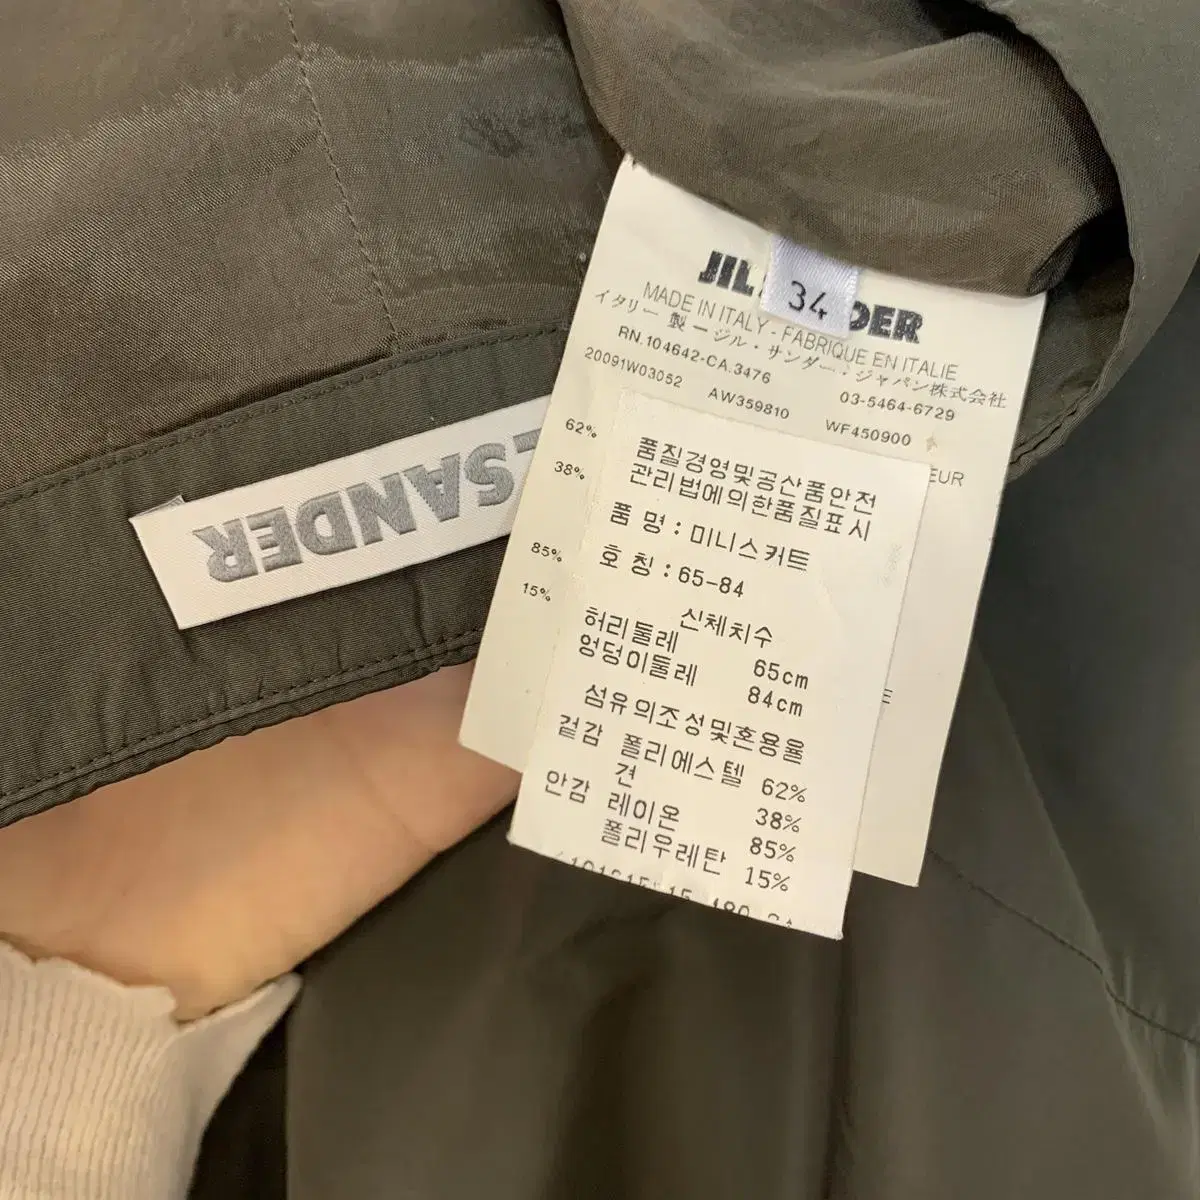 JIL SANDER
34
MADE IN ITALY - FABRIQUE EN ITALIE
イタリー製 ージル・サンダー・ジャパン株式会社
RN.104642-CA.3476
03-5464-6729
20091W03052
AW359810
WF450900
62%
38%
85%
15%
EUR
E
SANDER
품질경영및공산품안전
관리법에의한품질표시
품 명 : 미니스커트
호 칭 : 65-84
신체치수
허리둘레 65cm
엉덩이둘레 84cm
섬유의조성및혼용율
겉감 폴리에스텔 62%
견 38%
안감 레이온 85%
폴리우레탄 15%